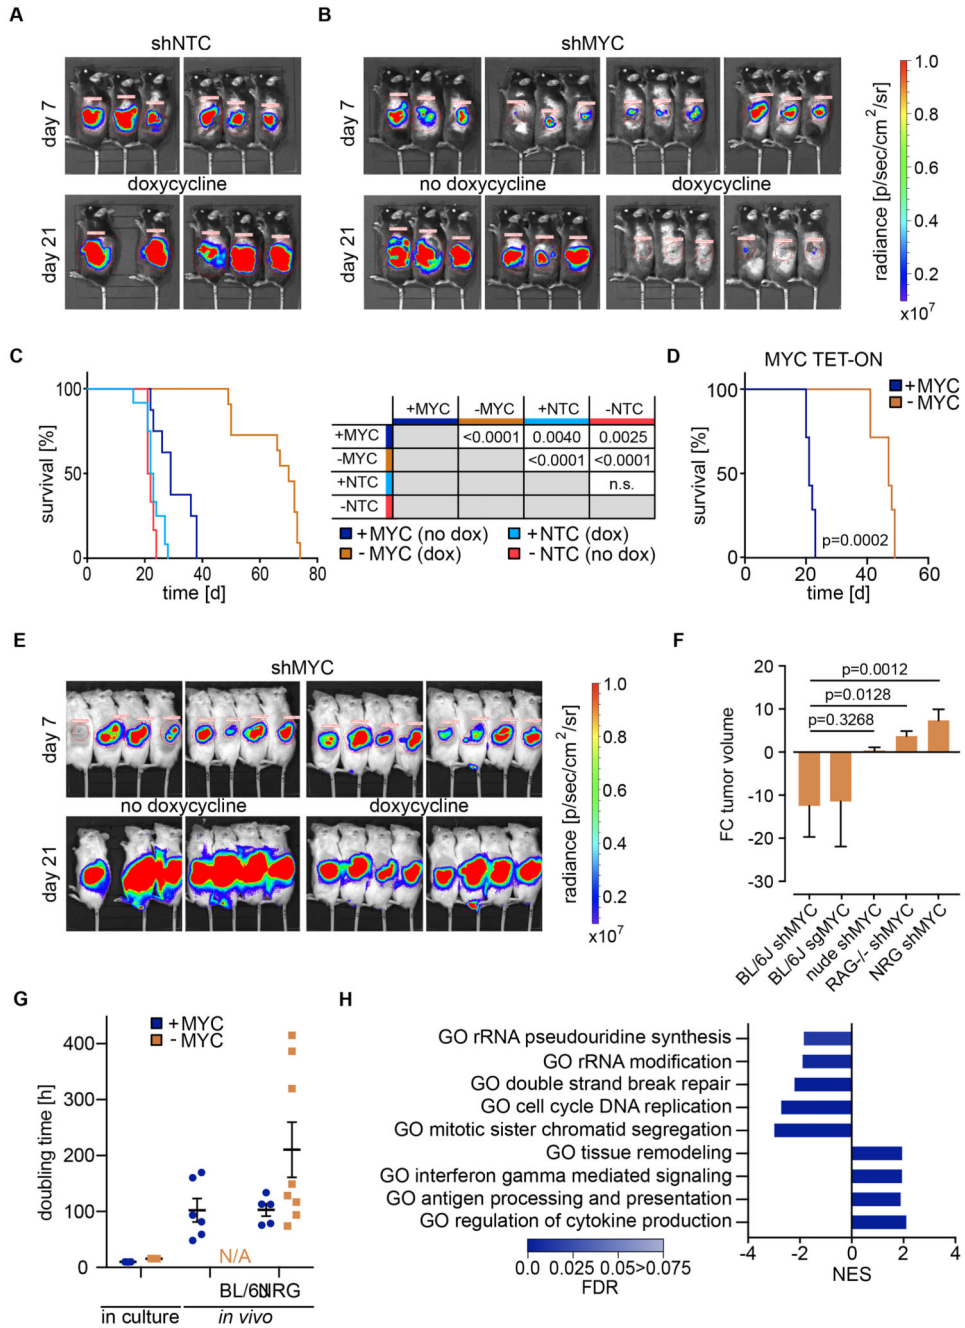 A
B
shNTC
shMYC
day 7
doxycycline
no doxycycline
doxycycline
day 21
1.0
0.8
0.6
0.4
0.2
x10⁷
radiance [p/sec/cm²/sr]
C
100
50
0
survival [%]
0 20 40 60 80
time [d]
+MYC -MYC +NTC -NTC
+MYC <0.0001 0.0040 0.0025
-MYC <0.0001 <0.0001
+NTC n.s.
-NTC
+MYC (no dox) +NTC (dox)
-MYC (dox) -NTC (no dox)
D
MYC TET-ON
+MYC
-MYC
100
50
0
survival [%]
p=0.0002
0 20 40 60
time [d]
E
shMYC
day 7
no doxycycline
doxycycline
day 21
1.0
0.8
0.6
0.4
0.2
x10⁷
radiance [p/sec/cm²/sr]
F
20
10
0
-10
-20
-30
FC tumor volume
p=0.0012
p=0.0128
p=0.3268
BL/6J shMYC
BL/6J sgMYC
nude shMYC
RAG-/- shMYC
NRG shMYC
G
+MYC
-MYC
400
300
200
100
0
doubling time [h]
N/A
BL/6J
NRG
in culture
in vivo
H
GO rRNA pseudouridine synthesis
GO rRNA modification
GO double strand break repair
GO cell cycle DNA replication
GO mitotic sister chromatid segregation
GO tissue remodeling
GO interferon gamma mediated signaling
GO antigen processing and presentation
GO regulation of cytokine production
0.0 0.025 0.05 >0.075
FDR
-4 -2 0 2 4
NES